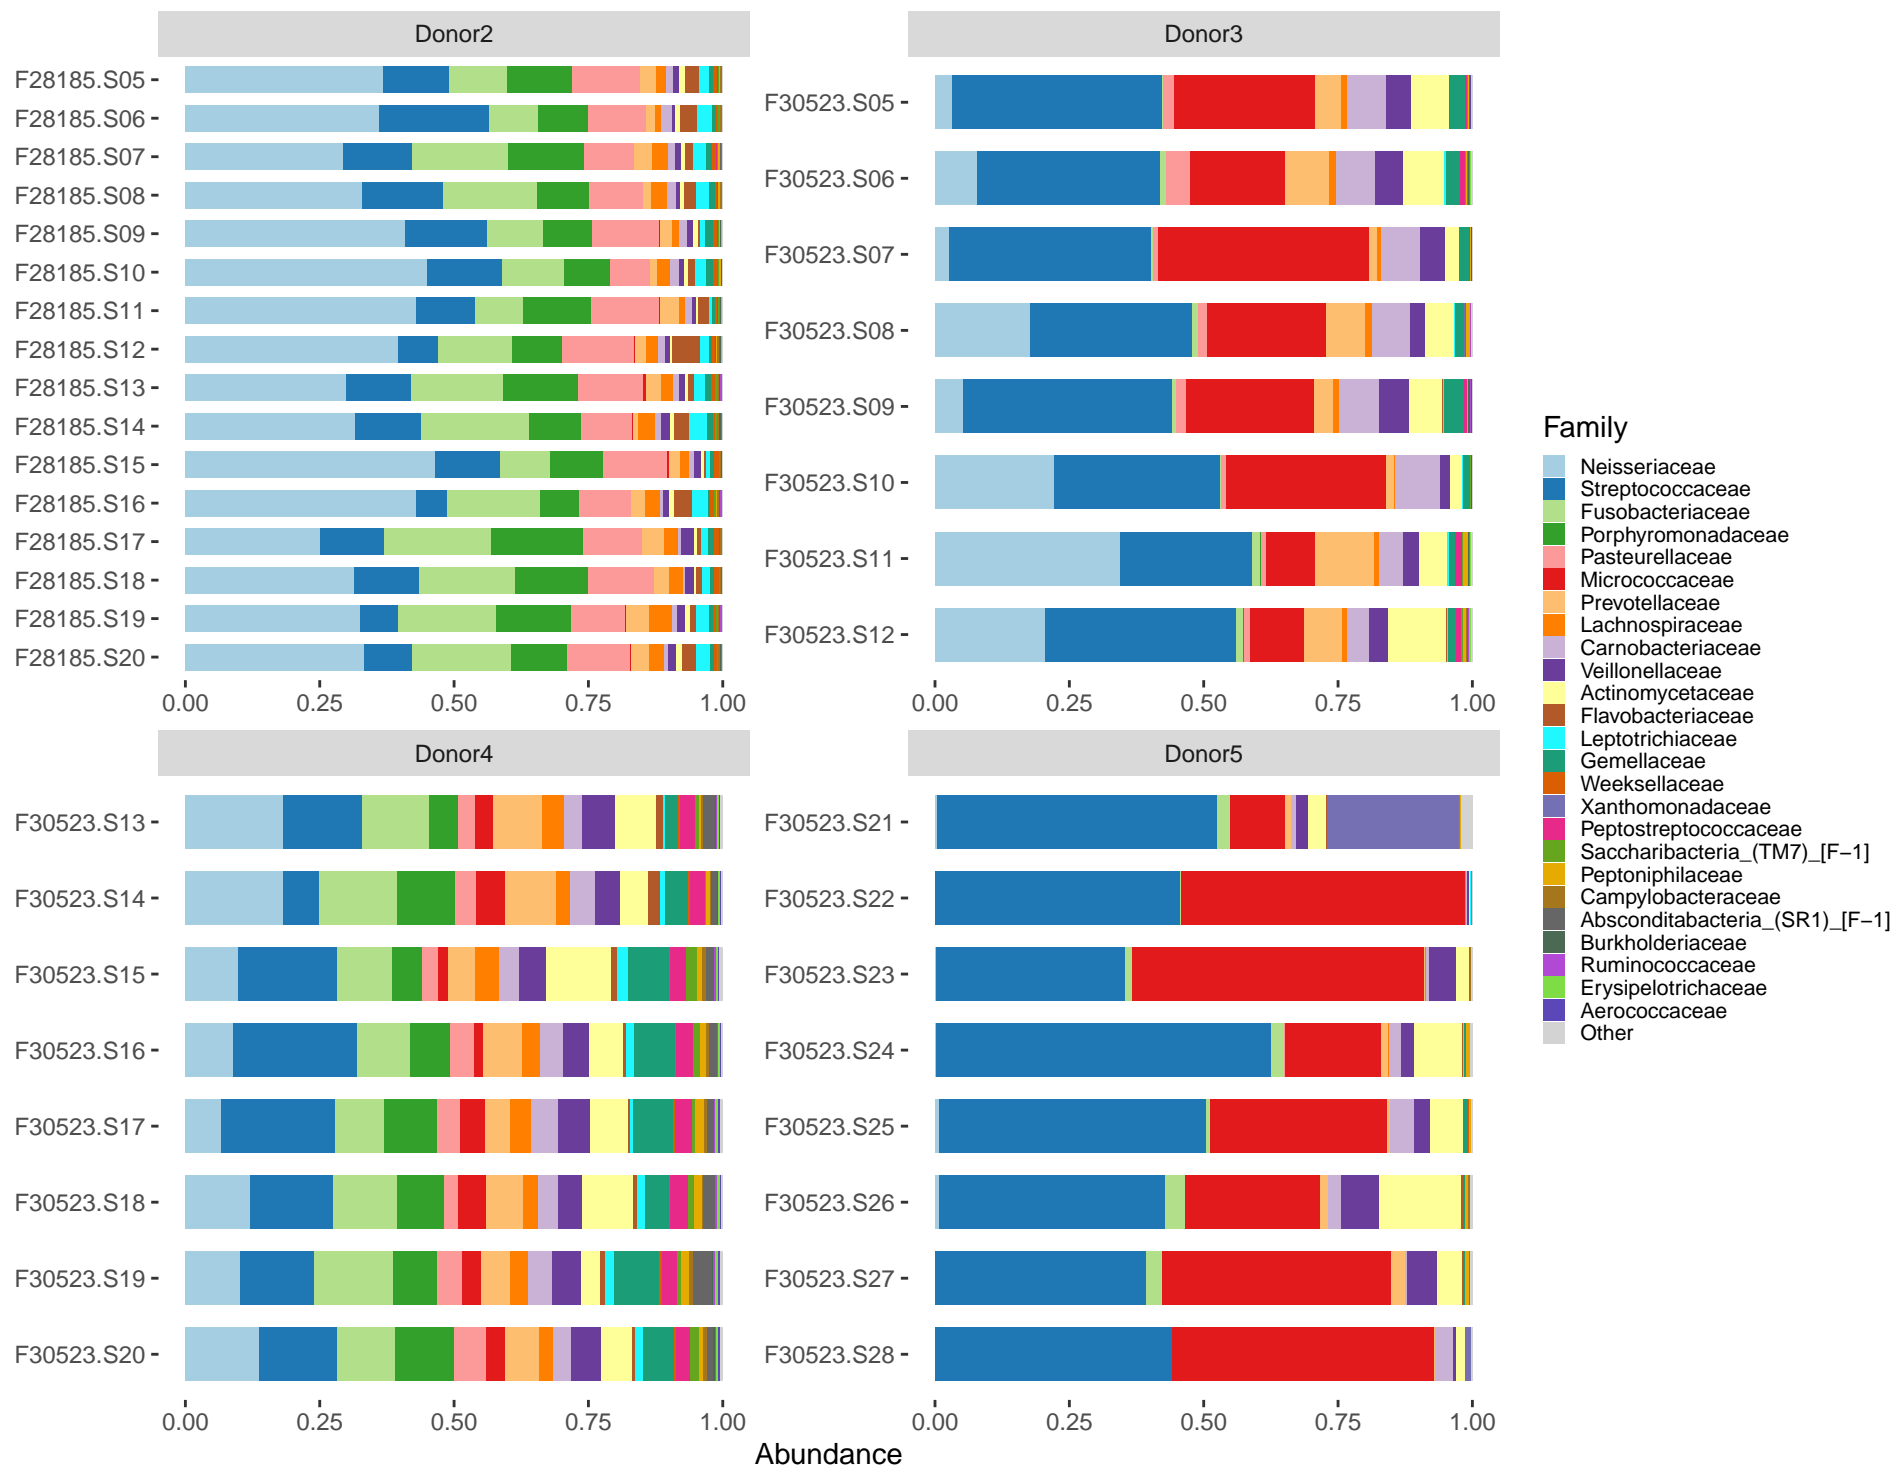 Donor2
F28185.S05
F28185.S06
F28185.S07
F28185.S08
F28185.S09
F28185.S10
F28185.S11
F28185.S12
F28185.S13
F28185.S14
F28185.S15
F28185.S16
F28185.S17
F28185.S18
F28185.S19
F28185.S20
0.00 0.25 0.50 0.75 1.00
Donor3
F30523.S05
F30523.S06
F30523.S07
F30523.S08
F30523.S09
F30523.S10
F30523.S11
F30523.S12
0.00 0.25 0.50 0.75 1.00
Donor4
F30523.S13
F30523.S14
F30523.S15
F30523.S16
F30523.S17
F30523.S18
F30523.S19
F30523.S20
0.00 0.25 0.50 0.75 1.00
Donor5
F30523.S21
F30523.S22
F30523.S23
F30523.S24
F30523.S25
F30523.S26
F30523.S27
F30523.S28
0.00 0.25 0.50 0.75 1.00
Abundance
Family
Neisseriaceae
Streptococcaceae
Fusobacteriaceae
Porphyromonadaceae
Pasteurellaceae
Micrococcaceae
Prevotellaceae
Lachnospiraceae
Carnobacteriaceae
Veillonellaceae
Actinomycetaceae
Flavobacteriaceae
Leptotrichiaceae
Gemellaceae
Weeksellaceae
Xanthomonadaceae
Peptostreptococcaceae
Saccharibacteria_(TM7)_[F−1]
Peptoniphilaceae
Campylobacteraceae
Absconditabacteria_(SR1)_[F−1]
Burkholderiaceae
Ruminococcaceae
Erysipelotrichaceae
Aerococcaceae
Other